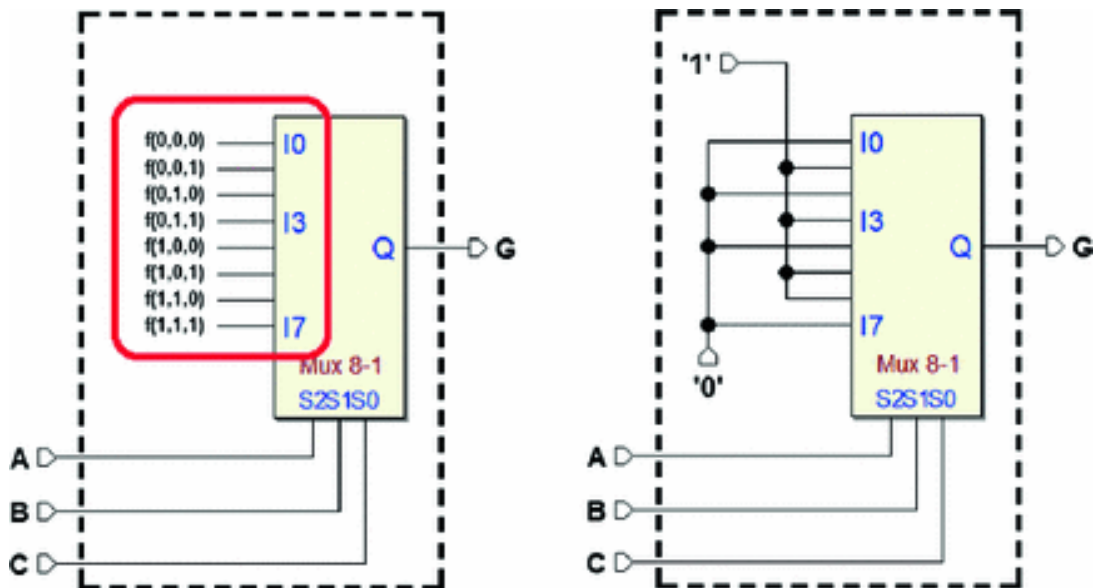 f(0,0,0)
f(0,0,1)
f(0,1,0)
f(0,1,1)
f(1,0,0)
f(1,0,1)
f(1,1,0)
f(1,1,1)
I0
I3
I7
Q
G
Mux 8-1
S2S1S0
A
B
C
'1'
I0
I3
I7
Q
G
'0'
Mux 8-1
S2S1S0
A
B
C